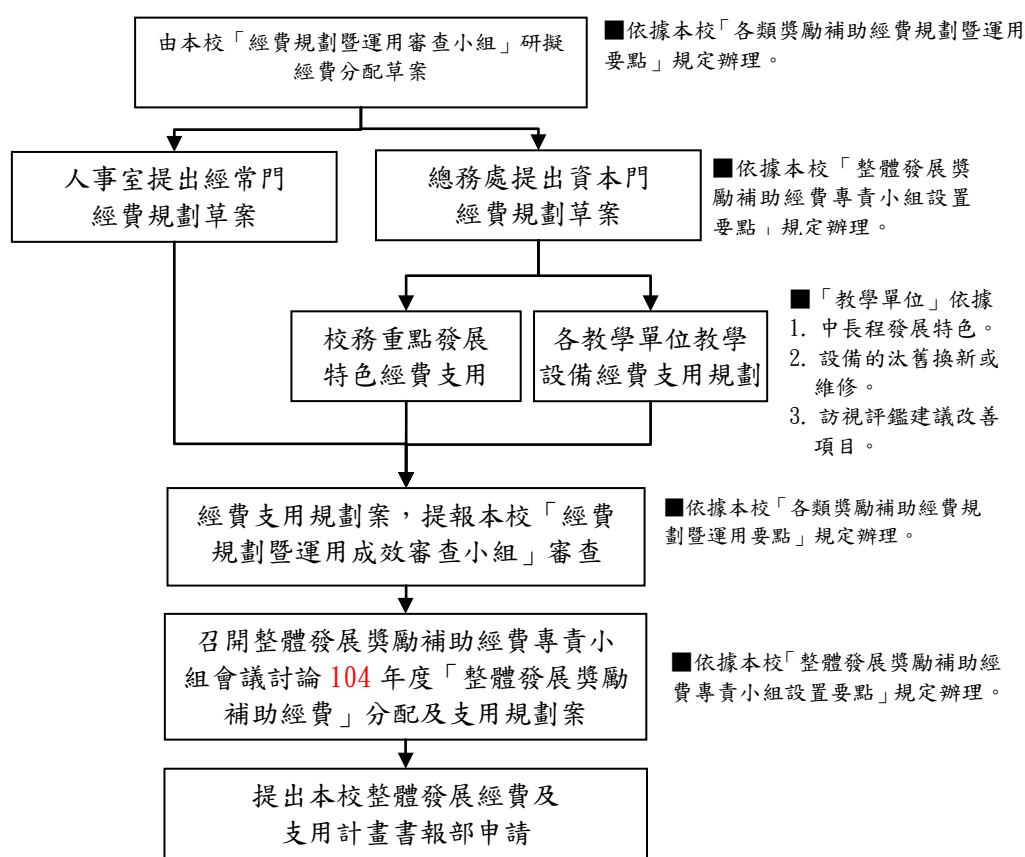 由本校「經費規劃暨運用審查小組」研擬
經費分配草案
■依據本校「各類獎勵補助經費規劃暨運用
要點」規定辦理。
人事室提出經常門
經費規劃草案
總務處提出資本門
經費規劃草案
■依據本校「整體發展獎
勵補助經費專責小組設置
要點」規定辦理。
校務重點發展
特色經費支用
各教學單位教學
設備經費支用規劃
■「教學單位」依據
1. 中長程發展特色。
2. 設備的汰舊換新或
維修。
3. 訪視評鑑建議改善
項目。
經費支用規劃案，提報本校「經費
規劃暨運用成效審查小組」審查
■依據本校「各類獎勵補助經費規
劃暨運用要點」規定辦理。
召開整體發展獎勵補助經費專責小
組會議討論 104 年度「整體發展獎勵
補助經費」分配及支用規劃案
■依據本校「整體發展獎勵補助經
費專責小組設置要點」規定辦理。
提出本校整體發展經費及
支用計畫書報部申請